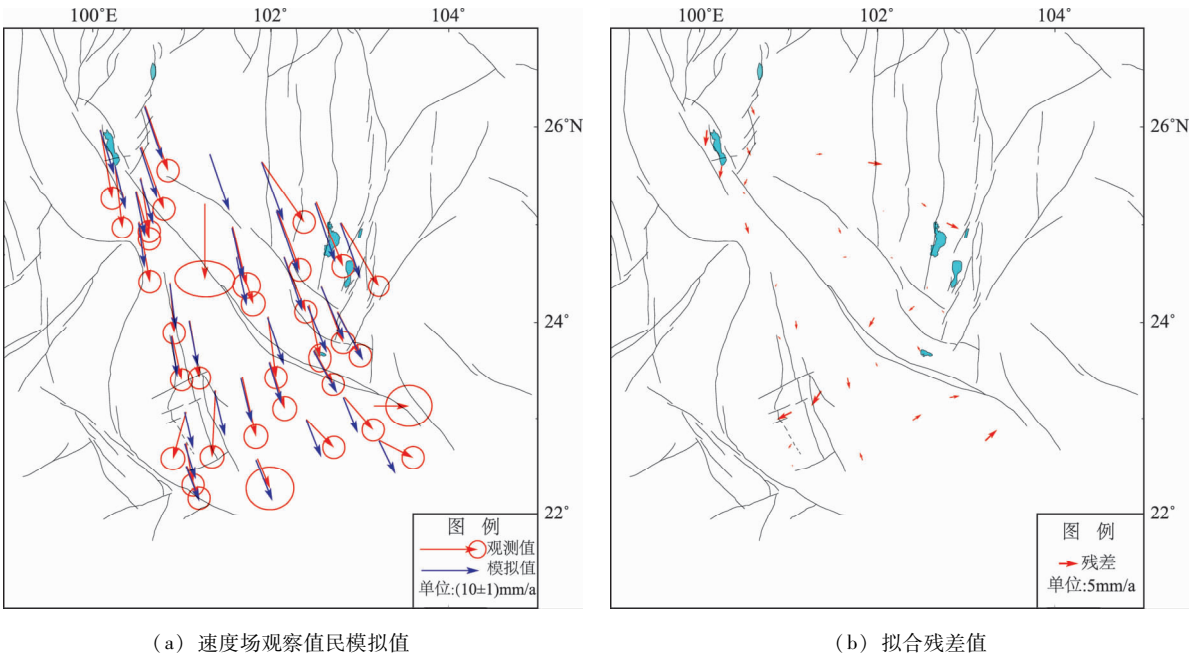 100°E
102°
104°
26°N
24°
22°
图 例
观测值
模拟值
单位:(10±1)mm/a
(a) 速度场观察值民模拟值
100°E
102°
104°
26°N
24°
22°
图 例
残差
单位:5mm/a
(b) 拟合残差值